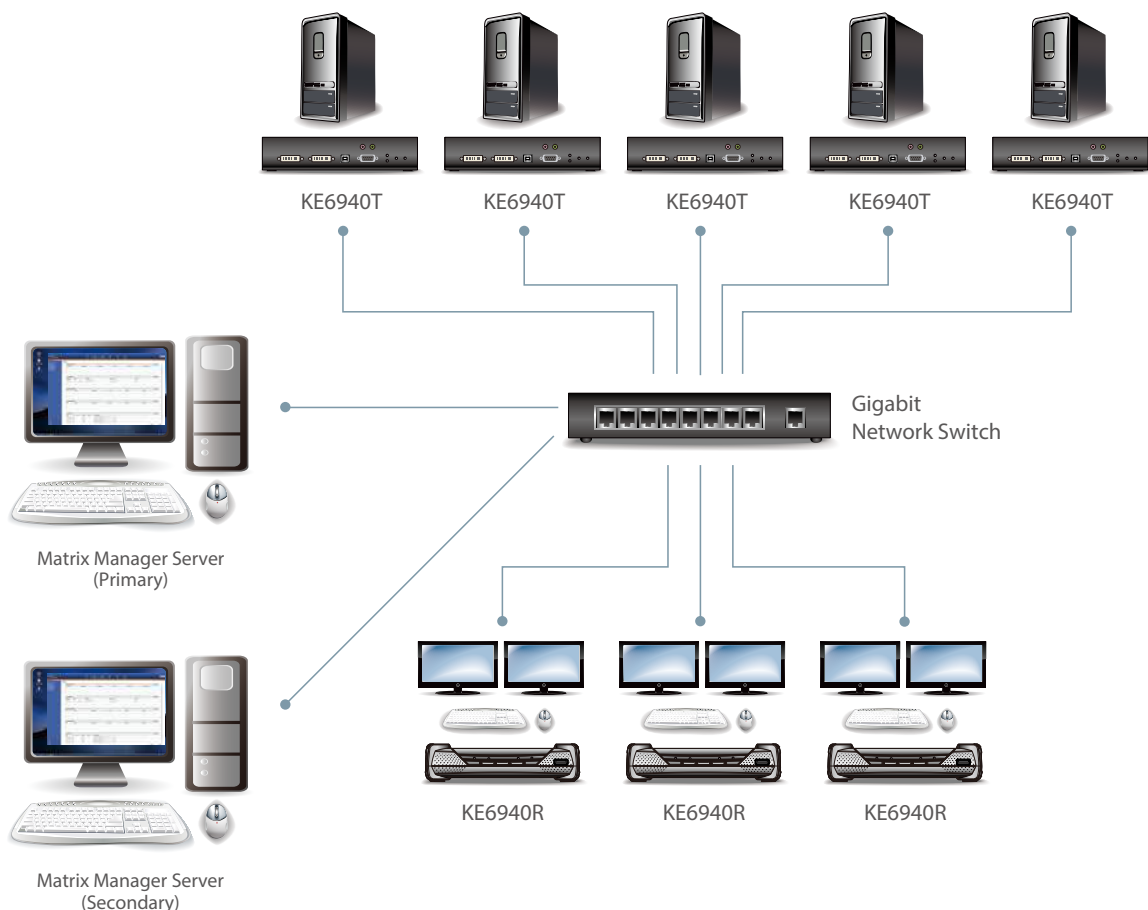 KE6940T
KE6940T
KE6940T
KE6940T
KE6940T
Gigabit
Network Switch
Matrix Manager Server
(Primary)
KE6940R
KE6940R
KE6940R
Matrix Manager Server
(Secondary)